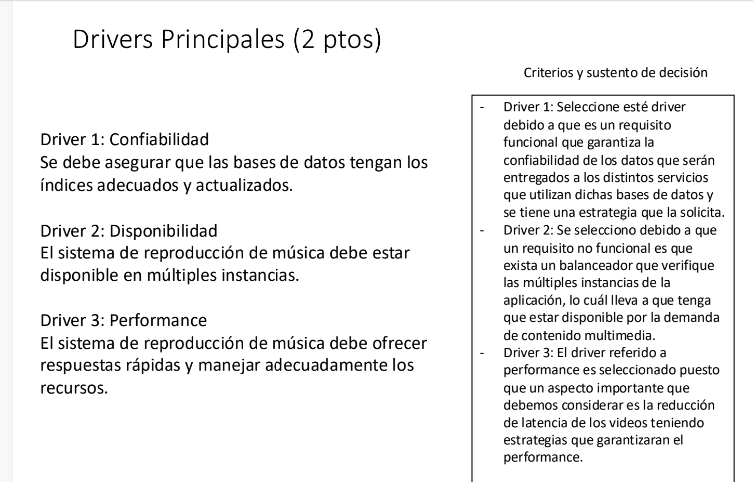 Drivers Principales (2 ptos)
Criterios y sustento de decisión
Driver 1: Confiabilidad
Se debe asegurar que las bases de datos tengan los
índices adecuados y actualizados.
Driver 2: Disponibilidad
El sistema de reproducción de música debe estar
disponible en múltiples instancias.
Driver 3: Performance
El sistema de reproducción de música debe ofrecer
respuestas rápidas y manejar adecuadamente los
recursos.
- Driver 1: Seleccione esté driver
debido a que es un requisito
funcional que garantiza la
confiabilidad de los datos que serán
entregados a los distintos servicios
que utilizan dichas bases de datos y
se tiene una estrategia que la solicita.
- Driver 2: Se selecciono debido a que
un requisito no funcional es que
exista un balanceador que verifique
las múltiples instancias de la
aplicación, lo cuál lleva a que tenga
que estar disponible por la demanda
de contenido multimedia.
- Driver 3: El driver referido a
performance es seleccionado puesto
que un aspecto importante que
debemos considerar es la reducción
de latencia de los videos teniendo
estrategias que garantizaran el
performance.